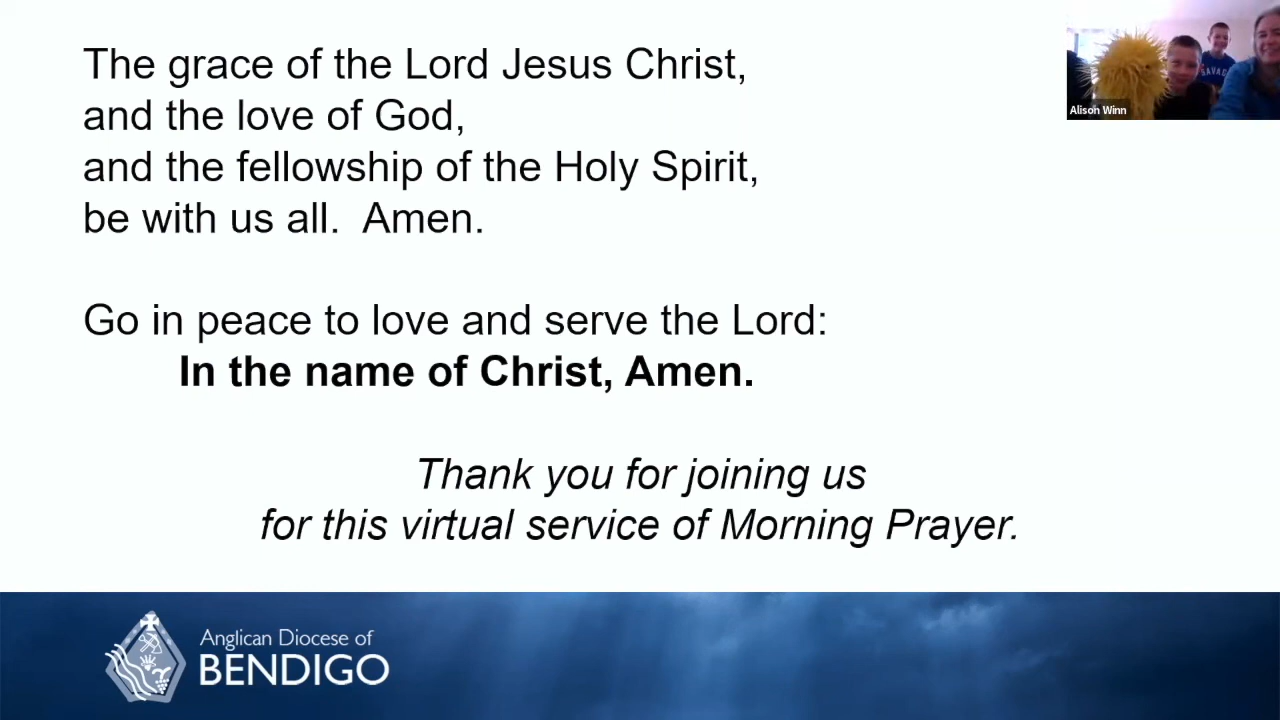 The grace of the Lord Jesus Christ,
and the love of God,
and the fellowship of the Holy Spirit,
be with us all.  Amen.
Go in peace to love and serve the Lord:
In the name of Christ, Amen.
Thank you for joining us
for this virtual service of Morning Prayer.
Alison Winn
SAVAG
Anglican Diocese of
BENDIGO